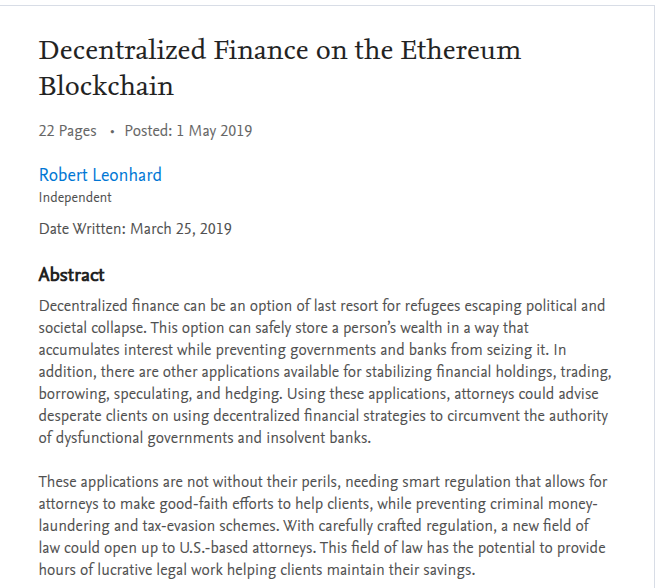 Decentralized Finance on the Ethereum
Blockchain
22 Pages • Posted: 1 May 2019
Robert Leonhard
Independent
Date Written: March 25, 2019
Abstract
Decentralized finance can be an option of last resort for refugees escaping political and
societal collapse. This option can safely store a person’s wealth in a way that
accumulates interest while preventing governments and banks from seizing it. In
addition, there are other applications available for stabilizing financial holdings, trading,
borrowing, speculating, and hedging. Using these applications, attorneys could advise
desperate clients on using decentralized financial strategies to circumvent the authority
of dysfunctional governments and insolvent banks.
These applications are not without their perils, needing smart regulation that allows for
attorneys to make good-faith efforts to help clients, while preventing criminal money-
laundering and tax-evasion schemes. With carefully crafted regulation, a new field of
law could open up to U.S.-based attorneys. This field of law has the potential to provide
hours of lucrative legal work helping clients maintain their savings.